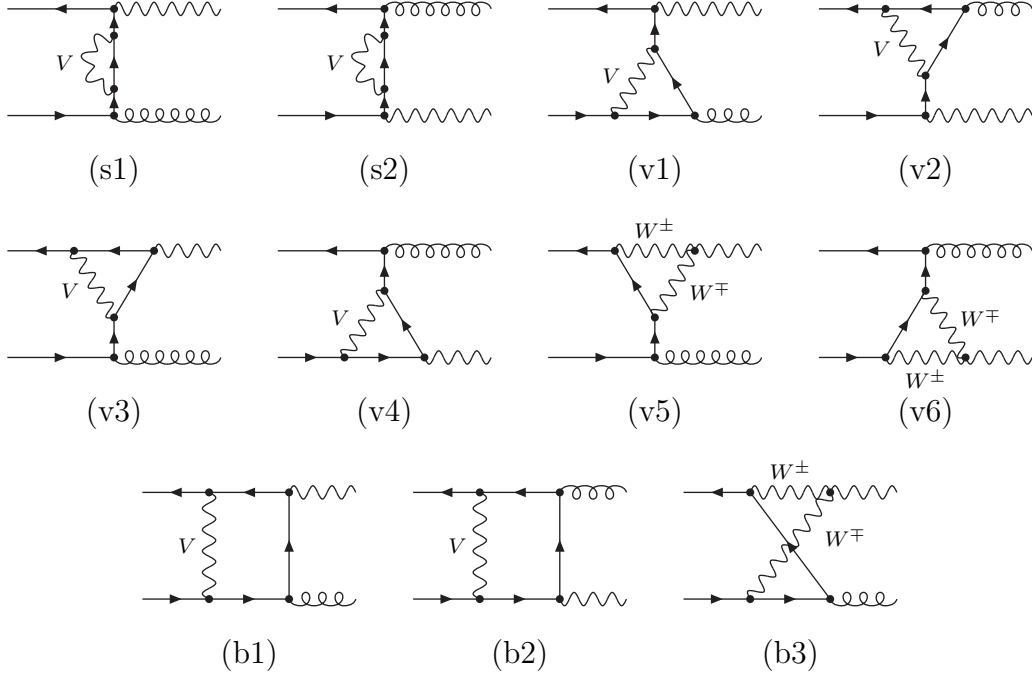 V V V V
(s1) (s2) (v1) (v2)
W± W∓ V V W∓ W±
(v3) (v4) (v5) (v6)
W± V V W∓
(b1) (b2) (b3)